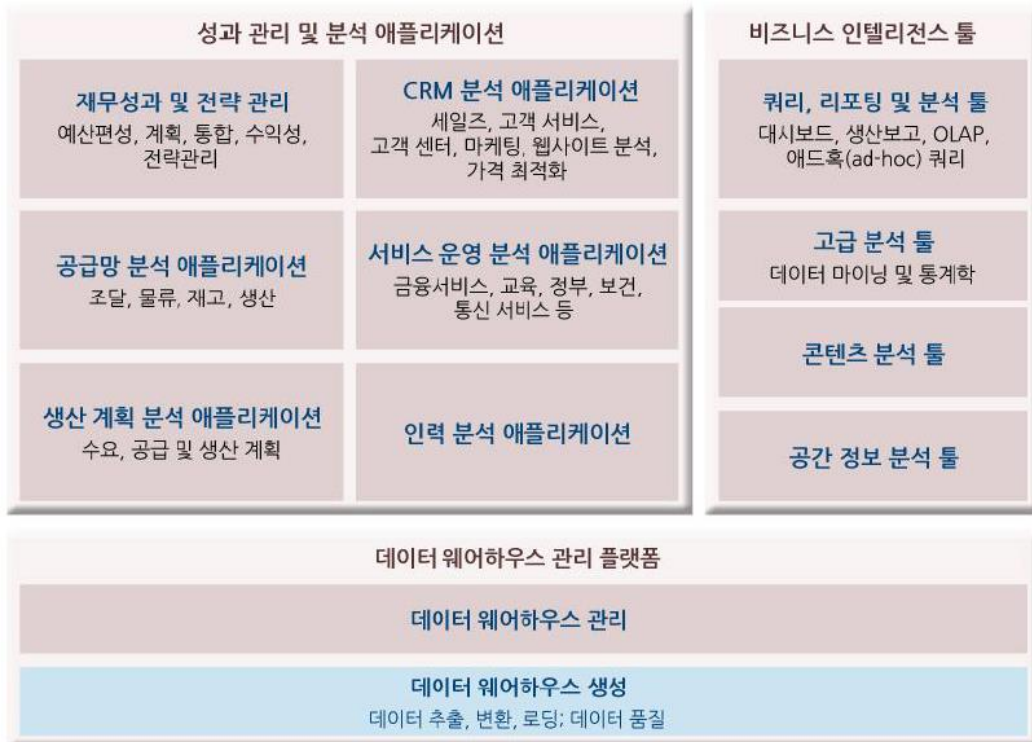 성과 관리 및 분석 애플리케이션
재무성과 및 전략 관리
예산편성, 계획, 통합, 수익성,
전략관리
CRM 분석 애플리케이션
세일즈, 고객 서비스,
고객 센터, 마케팅, 웹사이트 분석,
가격 최적화
공급망 분석 애플리케이션
조달, 물류, 재고, 생산
서비스 운영 분석 애플리케이션
금융서비스, 교육, 정부, 보건,
통신 서비스 등
생산 계획 분석 애플리케이션
수요, 공급 및 생산 계획
인력 분석 애플리케이션
비즈니스 인텔리전스 툴
쿼리, 리포팅 및 분석 툴
대시보드, 생산보고, OLAP,
애드혹(ad-hoc) 쿼리
고급 분석 툴
데이터 마이닝 및 통계학
콘텐츠 분석 툴
공간 정보 분석 툴
데이터 웨어하우스 관리 플랫폼
데이터 웨어하우스 관리
데이터 웨어하우스 생성
데이터 추출, 변환, 로딩; 데이터 품질